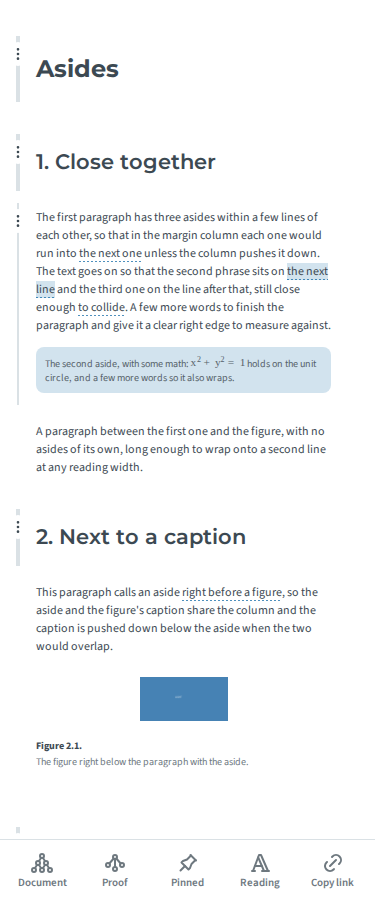 Asides
1. Close together
The first paragraph has three asides within a few lines of
each other, so that in the margin column each one would
run into the next one unless the column pushes it down.
The text goes on so that the second phrase sits on the next
line and the third one on the line after that, still close
enough to collide. A few more words to finish the
paragraph and give it a clear right edge to measure against.
The second aside, with some math: x² + y² = 1 holds on the unit
circle, and a few more words so it also wraps.
A paragraph between the first one and the figure, with no
asides of its own, long enough to wrap onto a second line
at any reading width.
2. Next to a caption
This paragraph calls an aside right before a figure, so the
aside and the figure's caption share the column and the
caption is pushed down below the aside when the two
would overlap.
Figure 2.1.
The figure right below the paragraph with the aside.
Document Proof Pinned Reading Copy link